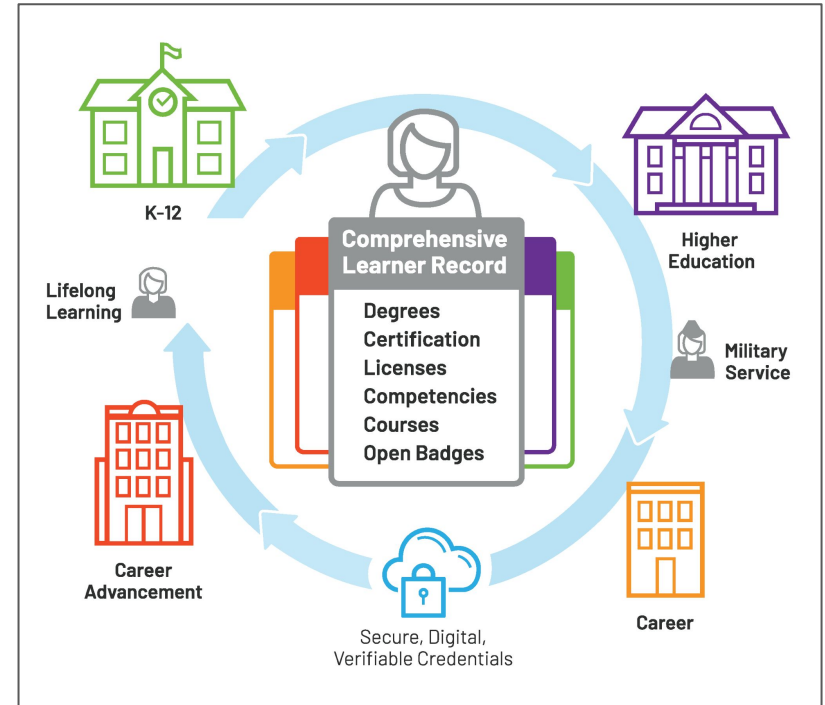 K-12
Comprehensive
Learner Record
Degrees
Certification
Licenses
Competencies
Courses
Open Badges
Higher
Education
Lifelong
Learning
Military
Service
Career
Advancement
Career
Secure, Digital,
Verifiable Credentials